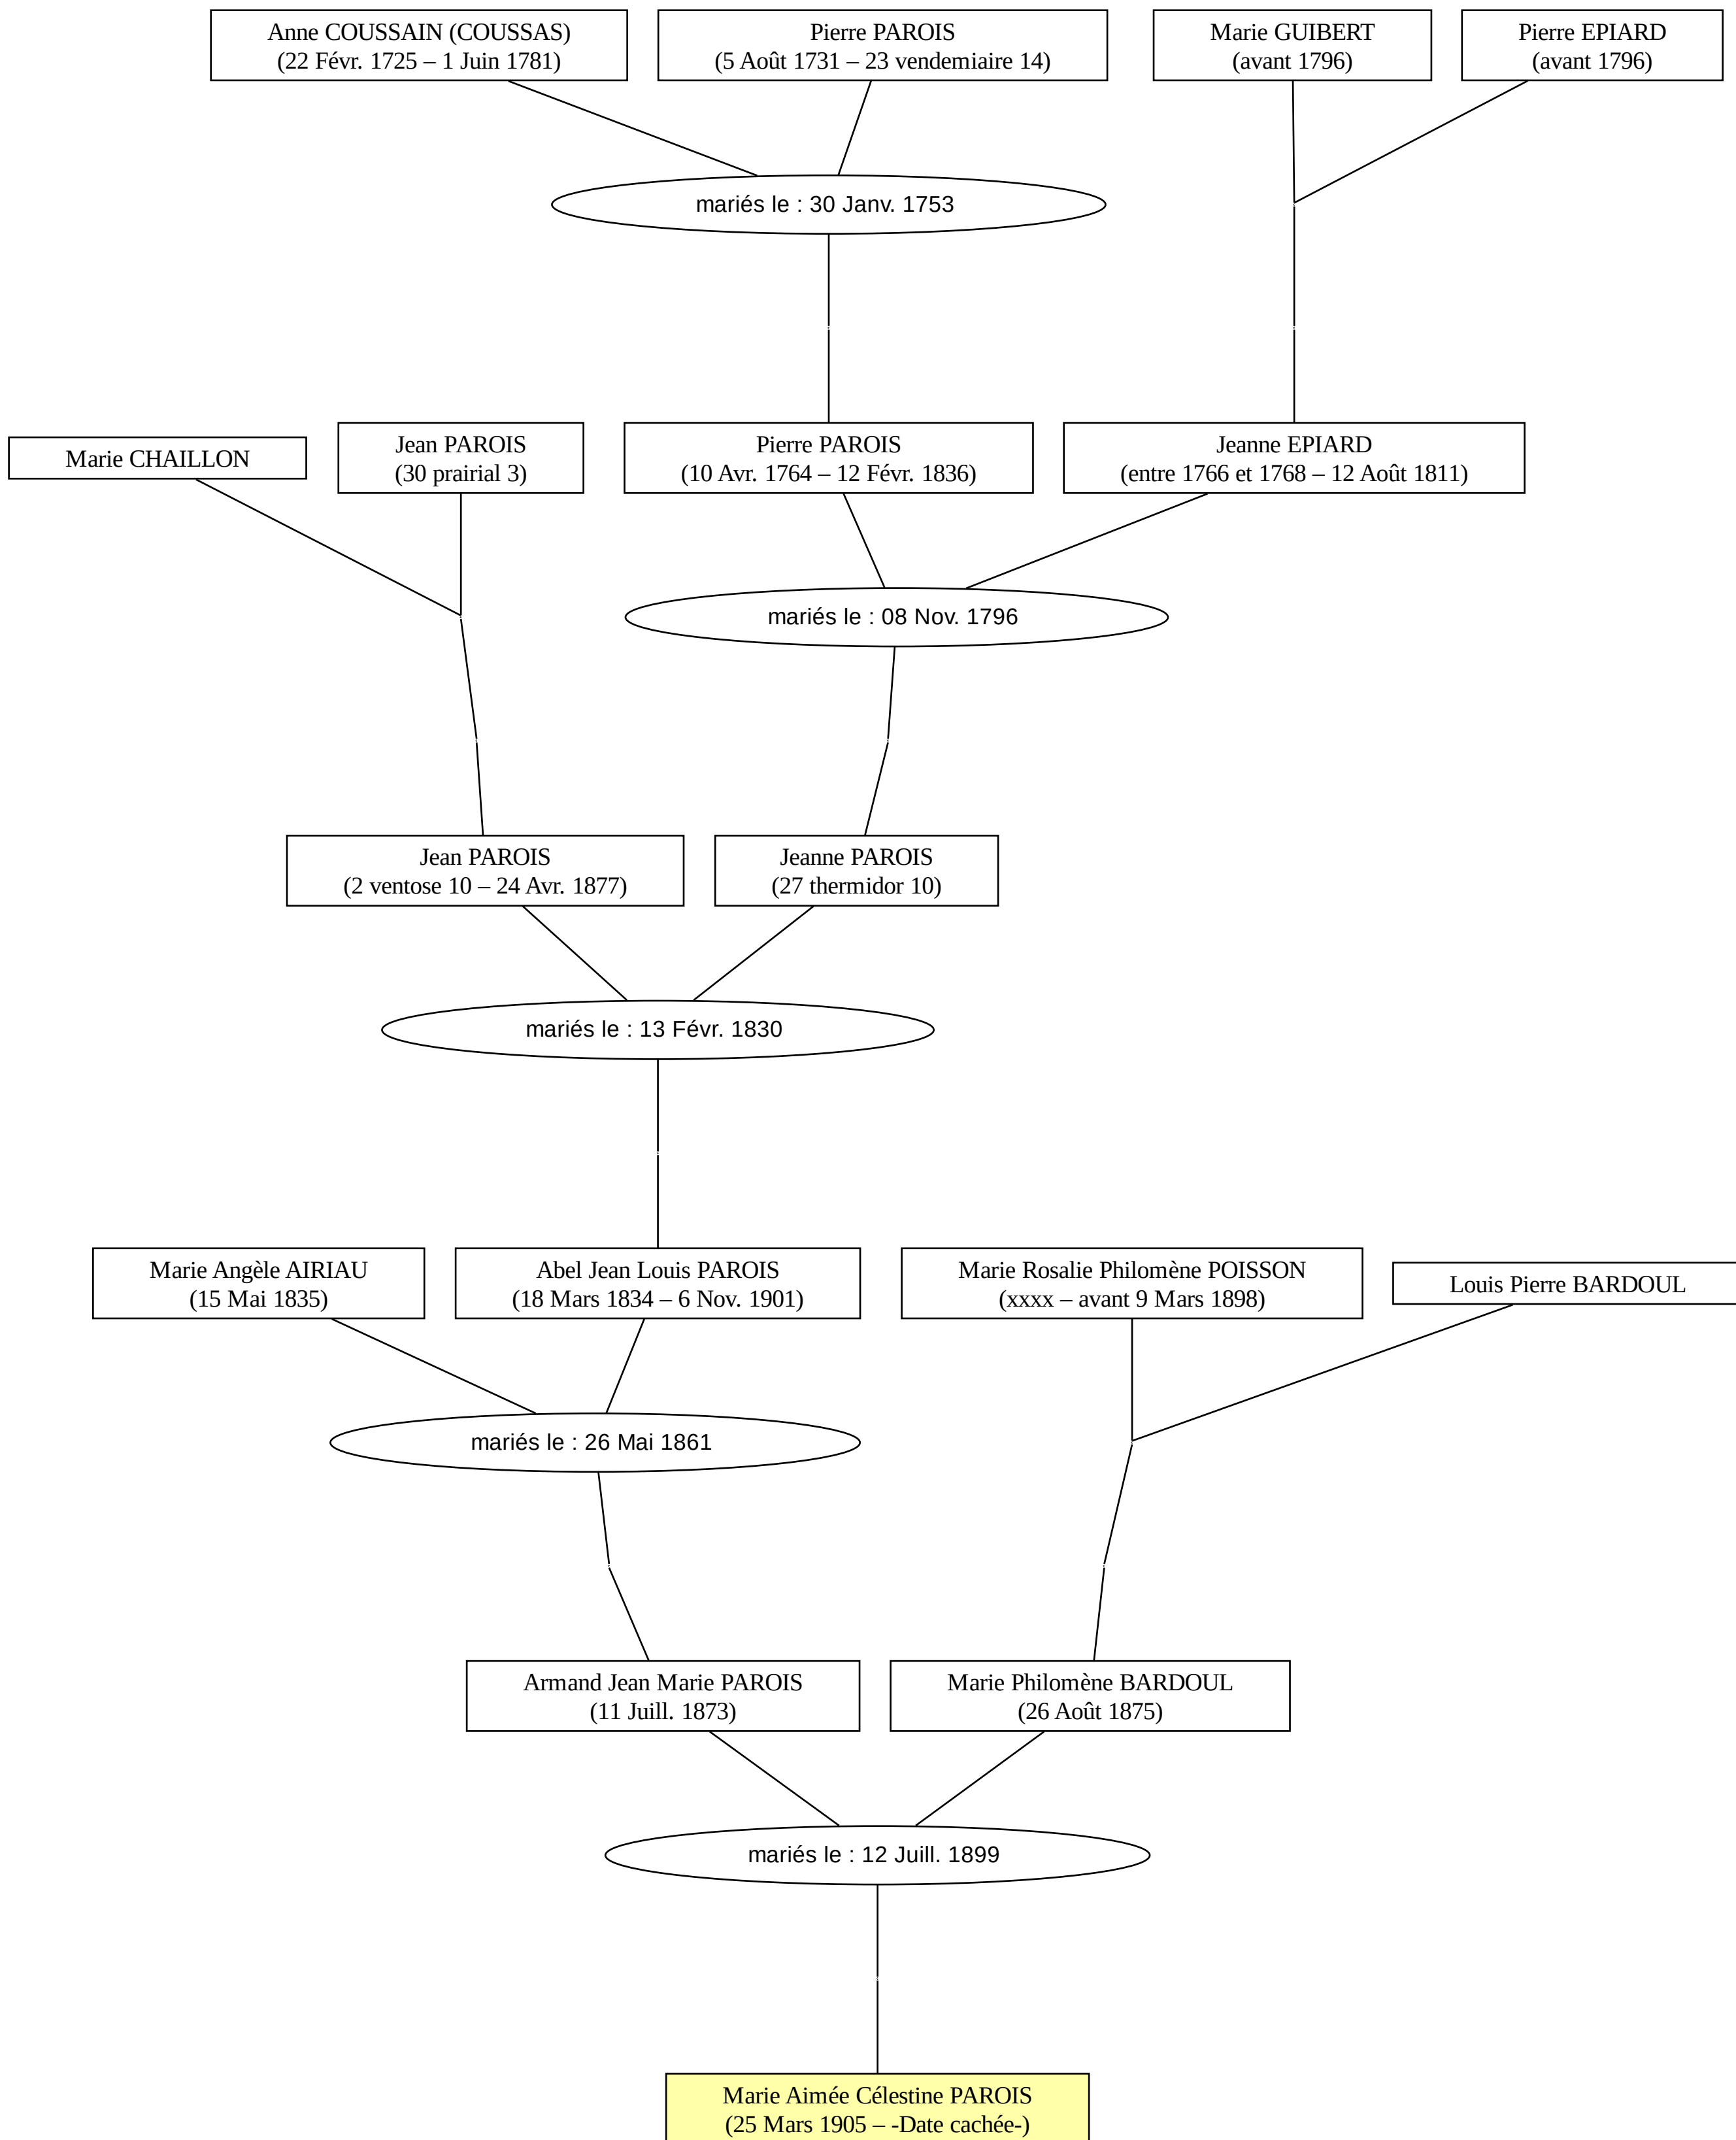 Anne COUSSAIN (COUSSAS)
(22 Févr. 1725 – 1 Juin 1781)
Pierre PAROIS
(5 Août 1731 – 23 vendemiaire 14)
Marie GUIBERT
(avant 1796)
Pierre EPIARD
(avant 1796)
mariés le : 30 Janv. 1753
Marie CHAILLON
Jean PAROIS
(30 prairial 3)
Pierre PAROIS
(10 Avr. 1764 – 12 Févr. 1836)
Jeanne EPIARD
(entre 1766 et 1768 – 12 Août 1811)
mariés le : 08 Nov. 1796
Jean PAROIS
(2 ventose 10 – 24 Avr. 1877)
Jeanne PAROIS
(27 thermidor 10)
mariés le : 13 Févr. 1830
Marie Angèle AIRIAU
(15 Mai 1835)
Abel Jean Louis PAROIS
(18 Mars 1834 – 6 Nov. 1901)
Marie Rosalie Philomène POISSON
(xxxx – avant 9 Mars 1898)
Louis Pierre BARDOUL
mariés le : 26 Mai 1861
Armand Jean Marie PAROIS
(11 Juill. 1873)
Marie Philomène BARDOUL
(26 Août 1875)
mariés le : 12 Juill. 1899
Marie Aimée Célestine PAROIS
(25 Mars 1905 – -Date cachée-)